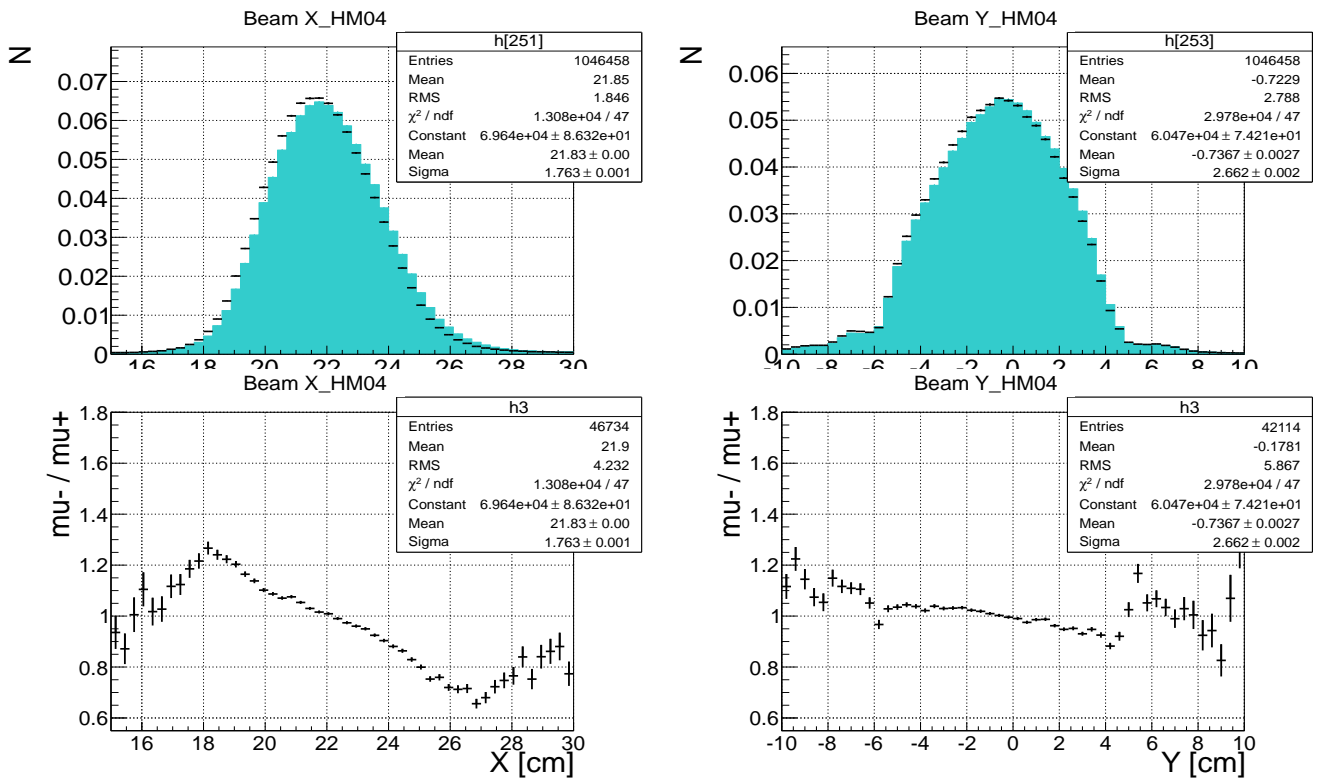 Beam X_HM04
N
h[251]
Entries 1046458
Mean 21.85
RMS 1.846
χ² / ndf 1.308e+04 / 47
Constant 6.964e+04 ± 8.632e+01
Mean 21.83 ± 0.00
Sigma 1.763 ± 0.001
0.07
0.06
0.05
0.04
0.03
0.02
0.01
0
16 18 20 22 24 26 28 30
Beam Y_HM04
N
h[253]
Entries 1046458
Mean -0.7229
RMS 2.788
χ² / ndf 2.978e+04 / 47
Constant 6.047e+04 ± 7.421e+01
Mean -0.7367 ± 0.0027
Sigma 2.662 ± 0.002
0.06
0.05
0.04
0.03
0.02
0.01
0
-10 -8 -6 -4 -2 0 2 4 6 8 10
Beam X_HM04
mu- / mu+
h3
Entries 46734
Mean 21.9
RMS 4.232
χ² / ndf 1.308e+04 / 47
Constant 6.964e+04 ± 8.632e+01
Mean 21.83 ± 0.00
Sigma 1.763 ± 0.001
1.8
1.6
1.4
1.2
1
0.8
0.6
16 18 20 22 24 26 28 30
X [cm]
Beam Y_HM04
mu- / mu+
h3
Entries 42114
Mean -0.1781
RMS 5.867
χ² / ndf 2.978e+04 / 47
Constant 6.047e+04 ± 7.421e+01
Mean -0.7367 ± 0.0027
Sigma 2.662 ± 0.002
1.8
1.6
1.4
1.2
1
0.8
0.6
-10 -8 -6 -4 -2 0 2 4 6 8 10
Y [cm]